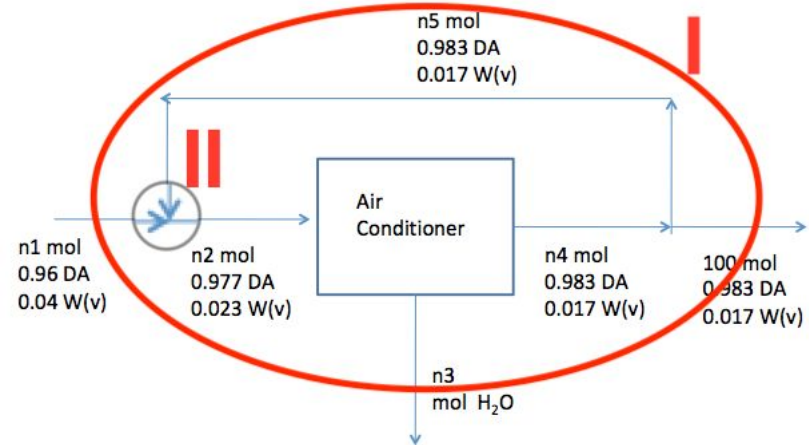 n5 mol
0.983 DA
0.017 W(v)
I
II
Air
Conditioner
n1 mol
0.96 DA
0.04 W(v)
n2 mol
0.977 DA
0.023 W(v)
n4 mol
0.983 DA
0.017 W(v)
100 mol
0.983 DA
0.017 W(v)
n3
mol H₂O